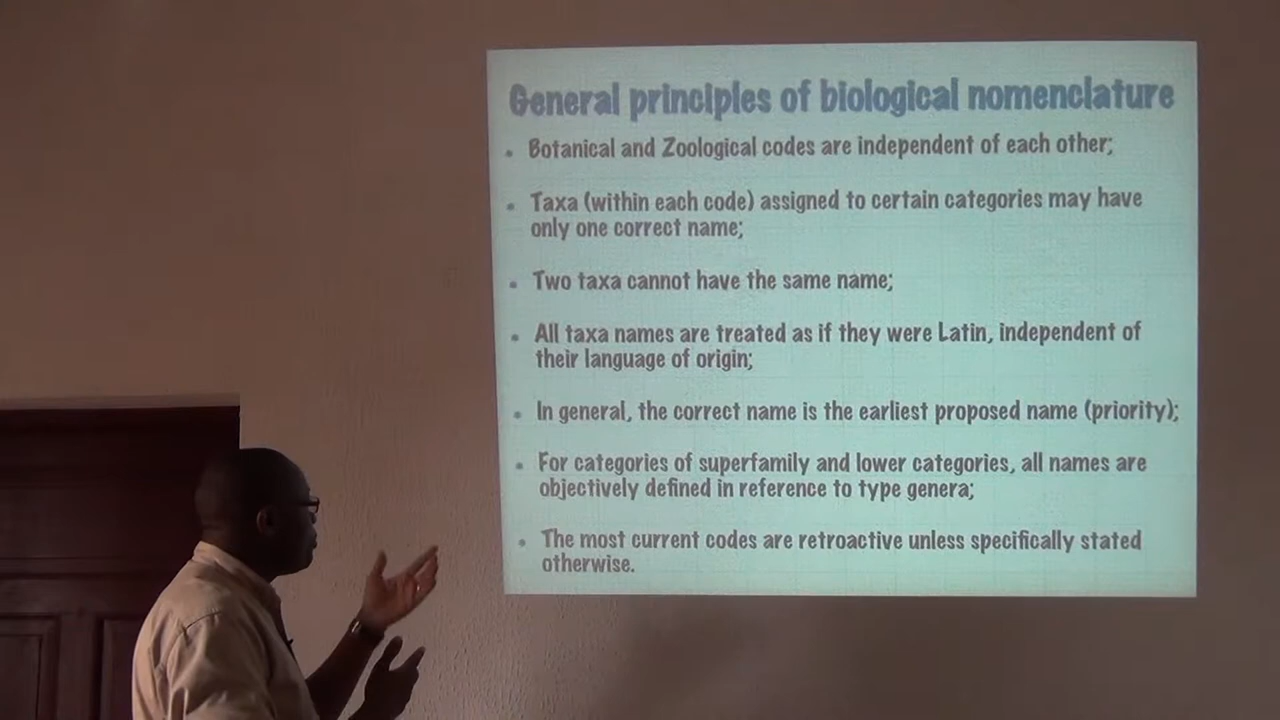 General principles of biological nomenclature
• Botanical and Zoological codes are independent of each other;
• Taxa (within each code) assigned to certain categories may have
only one correct name;
• Two taxa cannot have the same name;
• All taxa names are treated as if they were Latin, independent of
their language of origin;
• In general, the correct name is the earliest proposed name (priority);
• For categories of superfamily and lower categories, all names are
objectively defined in reference to type genera;
• The most current codes are retroactive unless specifically stated
otherwise.